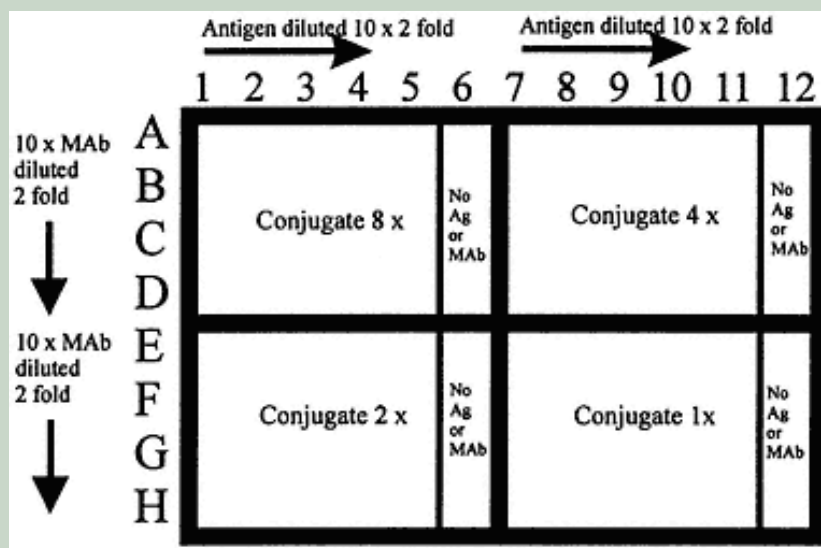 Antigen diluted 10 x 2 fold Antigen diluted 10 x 2 fold
1 2 3 4 5 6 7 8 9 10 11 12
10 x MAb
diluted
2 fold
A
B
C
D
Conjugate 8 x
No
Ag
or
MAb
Conjugate 4 x
No
Ag
or
MAb
10 x MAb
diluted
2 fold
E
F
G
H
Conjugate 2 x
No
Ag
or
MAb
Conjugate 1x
No
Ag
or
MAb